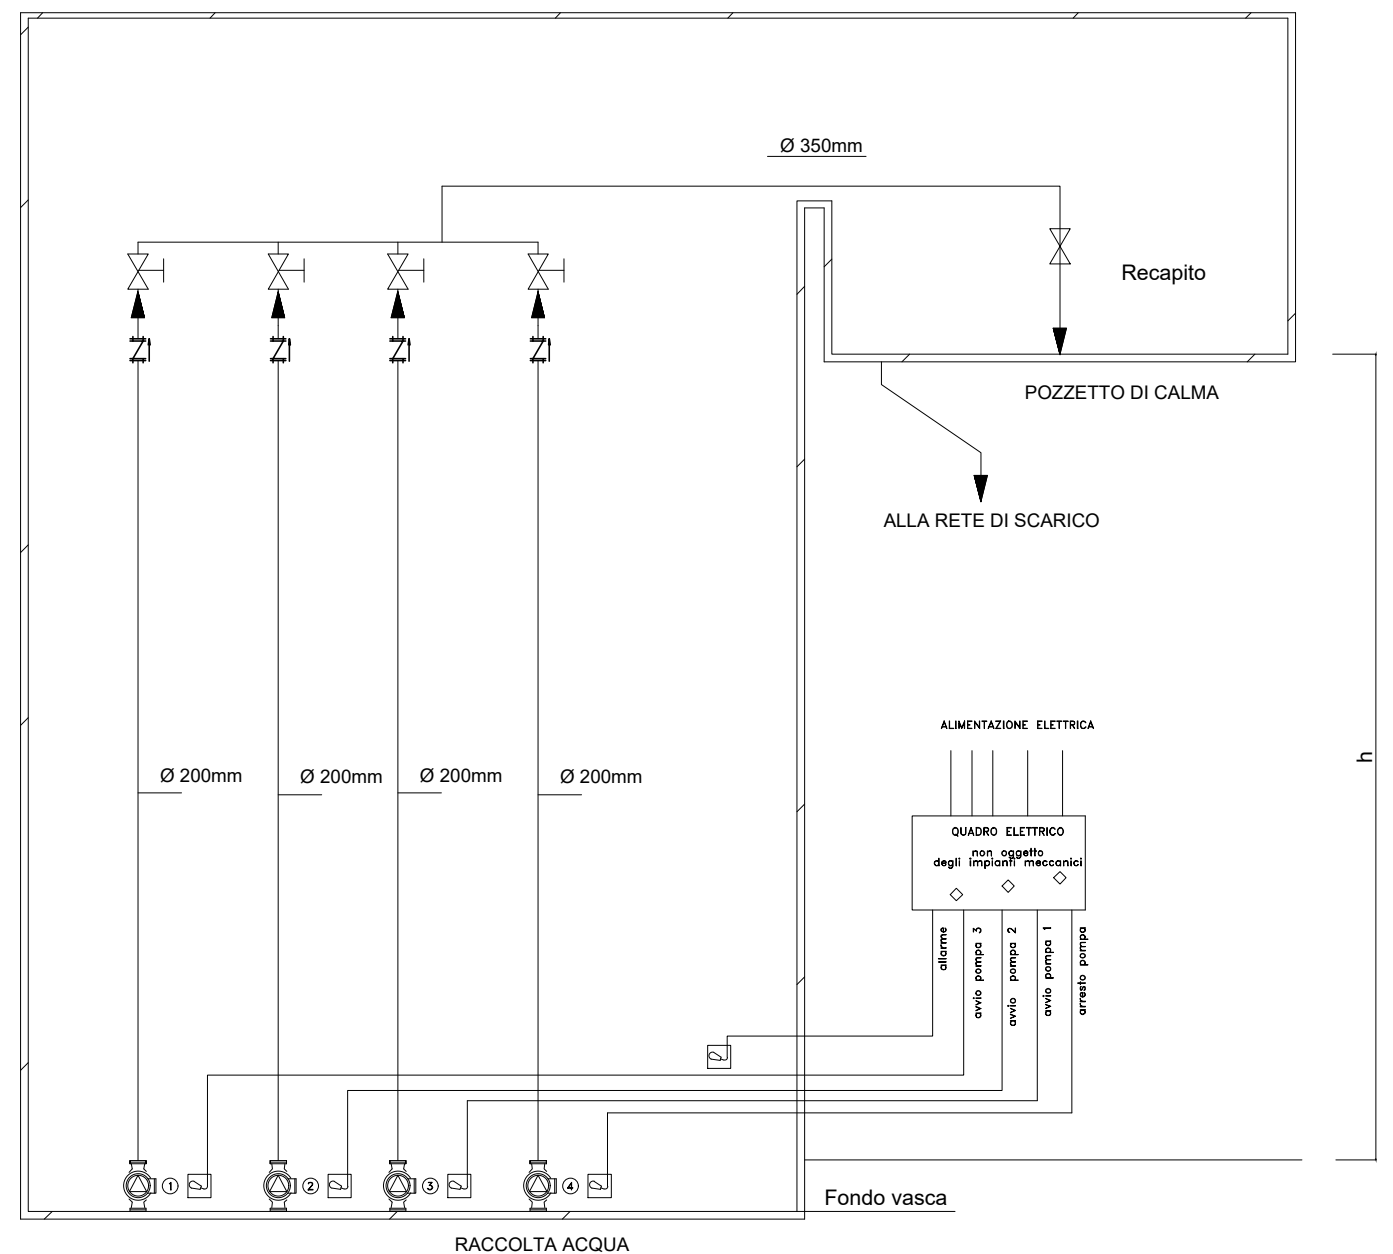 Ø 350mm
Recapito
POZZETTO DI CALMA
ALLA RETE DI SCARICO
ALIMENTAZIONE ELETTRICA
h
Ø 200mm
Ø 200mm
Ø 200mm
Ø 200mm
QUADRO ELETTRICO
non oggetto
degli impianti meccanici
allarme
avvio pompa 3
avvio pompa 2
avvio pompa 1
arresto pompa
1
2
3
4
Fondo vasca
RACCOLTA ACQUA